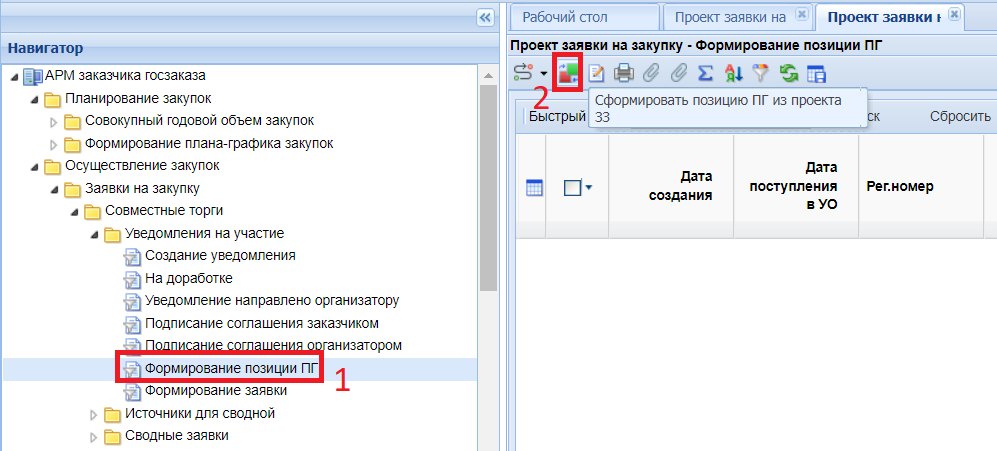 Навигатор
АРМ заказчика госзаказа
Планирование закупок
Совокупный годовой объем закупок
Формирование плана-графика закупок
Осуществление закупок
Заявки на закупку
Совместные торги
Уведомления на участие
Создание уведомления
На доработке
Уведомление направлено организатору
Подписание соглашения заказчиком
Подписание соглашения организатором
Формирование позиции ПГ
1
Формирование заявки
Источники для сводной
Сводные заявки
Рабочий стол
Проект заявки на
Проект заявки н
Проект заявки на закупку - Формирование позиции ПГ
2
Сформировать позицию ПГ из проекта
ЗЗ
Быстрый
ск
Сбросить
Дата
создания
Дата
поступления
в УО
Рег.номер